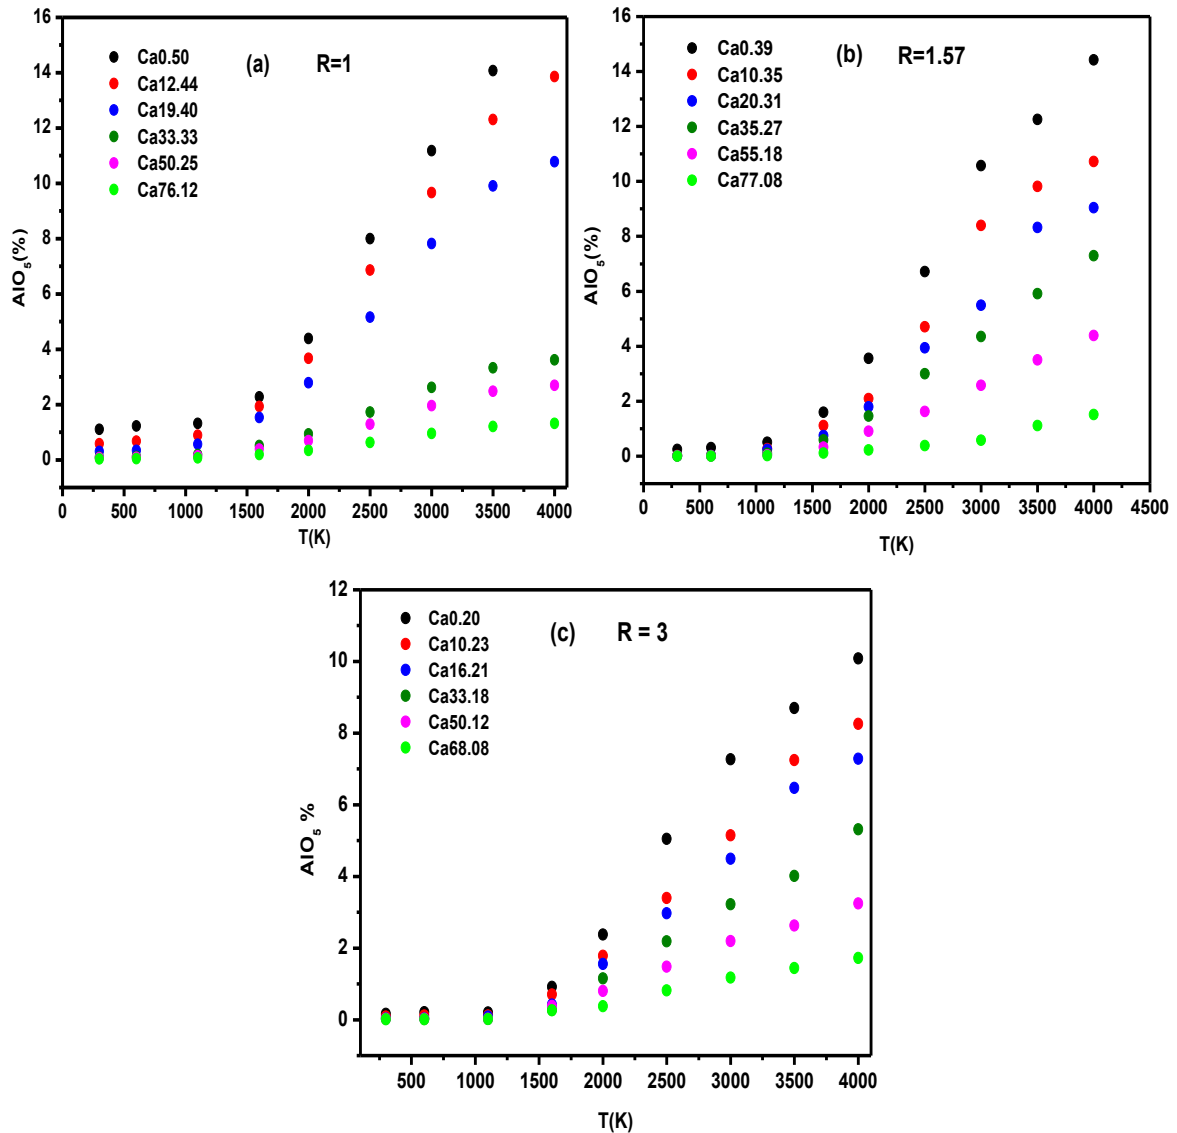 16
14
12
10
8
6
4
2
0
AlO5(%)
Ca0.50
Ca12.44
Ca19.40
Ca33.33
Ca50.25
Ca76.12
(a) R=1
0 500 1000 1500 2000 2500 3000 3500 4000
T(K)
16
14
12
10
8
6
4
2
0
AlO5(%)
Ca0.39
Ca10.35
Ca20.31
Ca35.27
Ca55.18
Ca77.08
(b) R=1.57
0 500 1000 1500 2000 2500 3000 3500 4000 4500
T(K)
12
10
8
6
4
2
0
AlO5 %
Ca0.20
Ca10.23
Ca16.21
Ca33.18
Ca50.12
Ca68.08
(c) R = 3
500 1000 1500 2000 2500 3000 3500 4000
T(K)